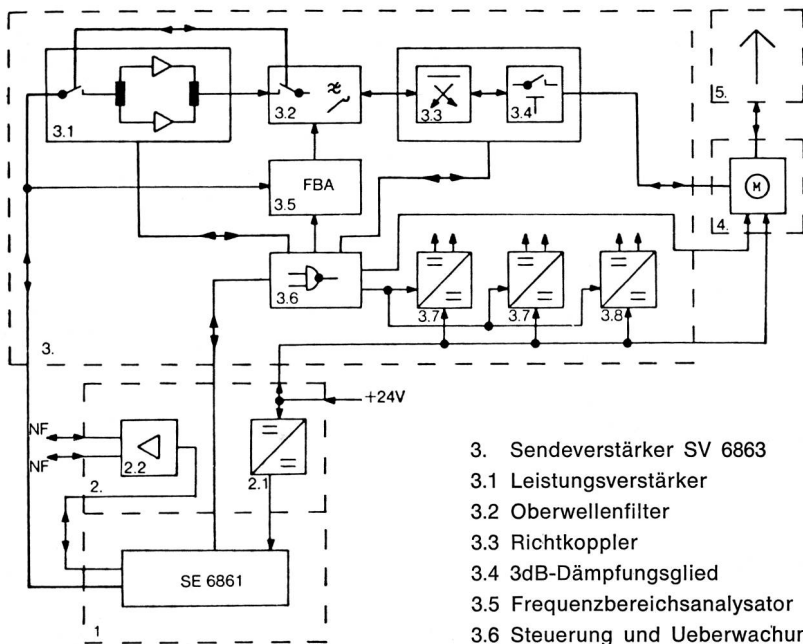 5.
3.1
3.2
3.3
3.4
FBA
3.5
M
4.
3.6
3.7
3.7
3.8
3.
+24V
NF
NF
2.2
2.
2.1
SE 6861
1
3. Sendeverstärker SV 6863
3.1 Leistungsverstärker
3.2 Oberwellenfilter
3.3 Richtkoppler
3.4 3dB-Dämpfungsglied
3.5 Frequenzbereichsanalysator
3.6 Steuerung und Ueberwachun